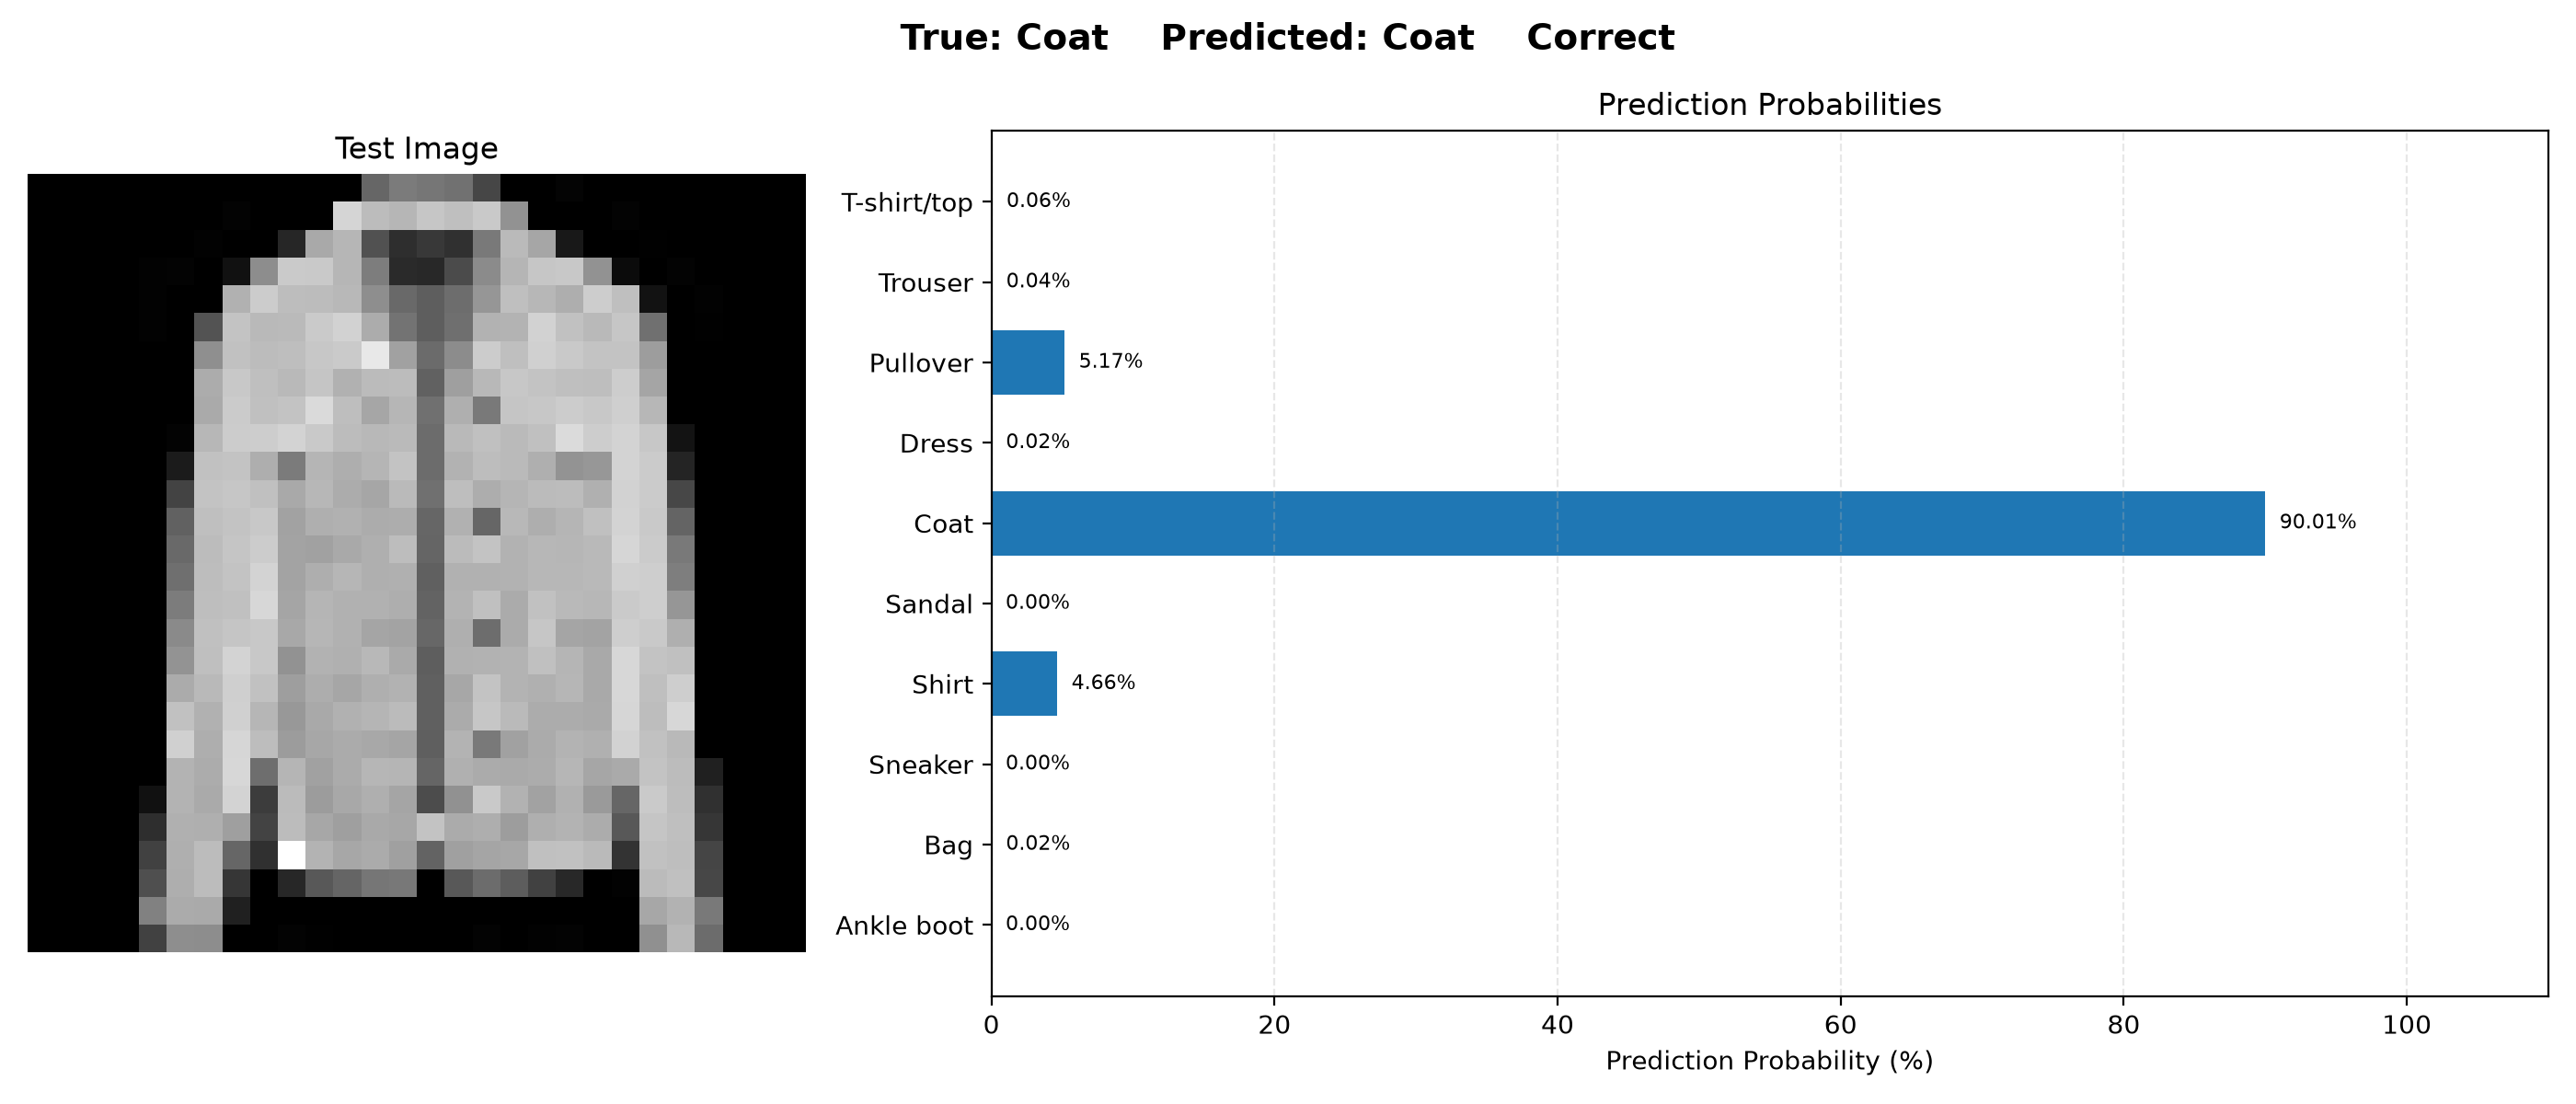 True: Coat    Predicted: Coat    Correct
Test Image
Prediction Probabilities
T-shirt/top 0.06%
Trouser 0.04%
Pullover 5.17%
Dress 0.02%
Coat 90.01%
Sandal 0.00%
Shirt 4.66%
Sneaker 0.00%
Bag 0.02%
Ankle boot 0.00%
0 20 40 60 80 100
Prediction Probability (%)